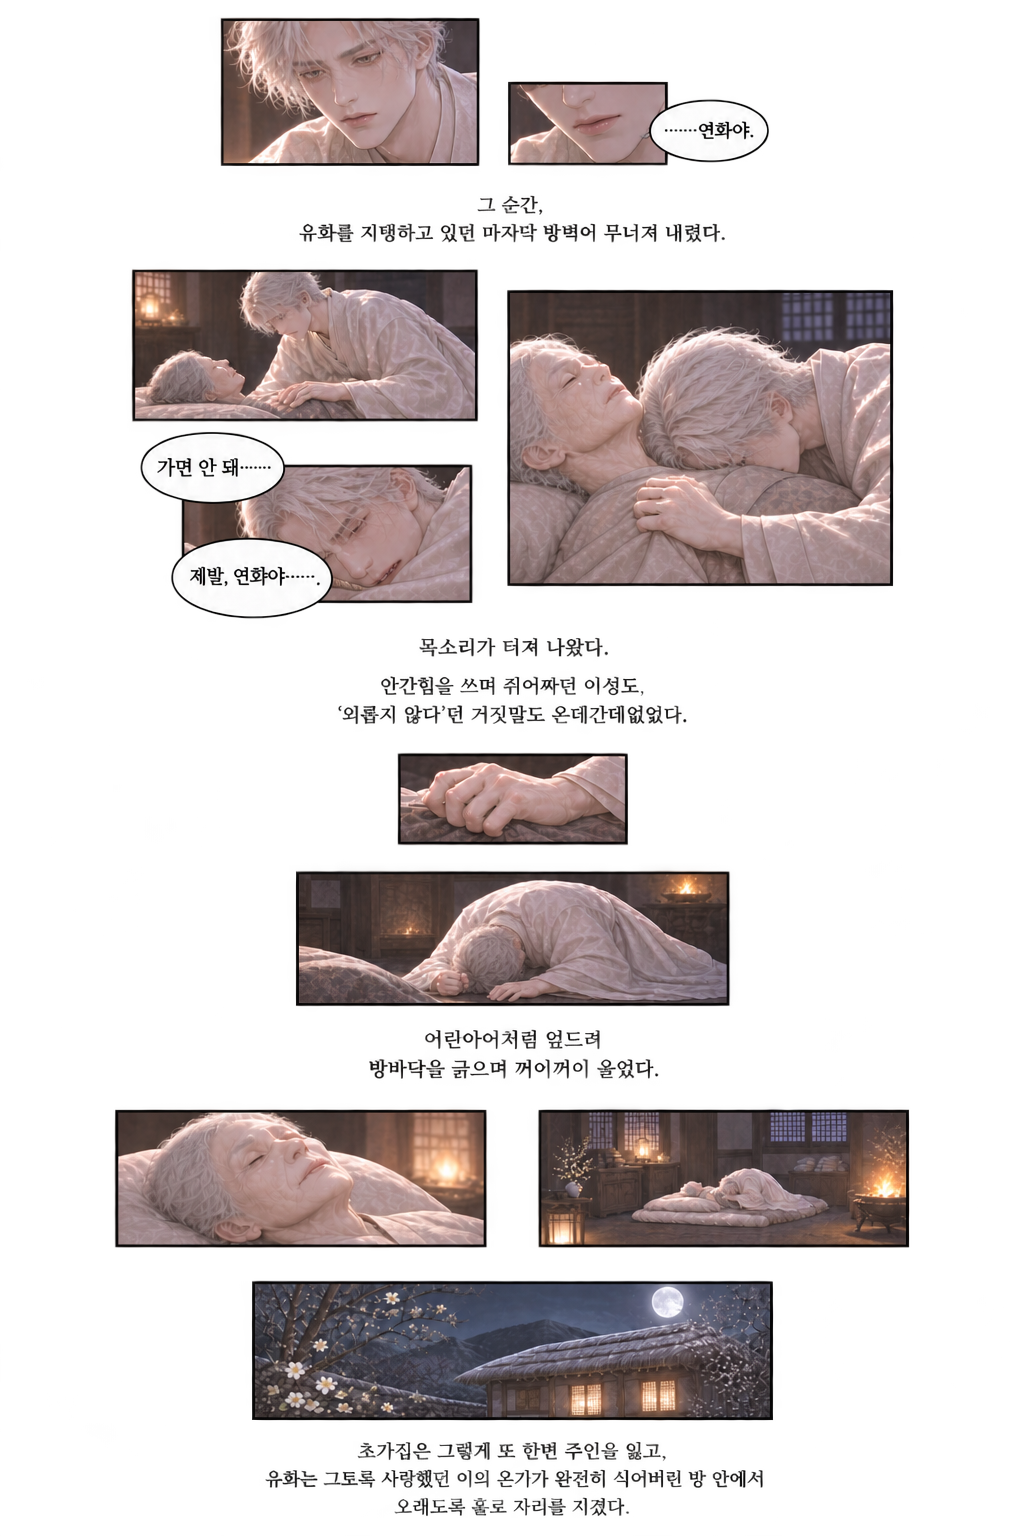 .......연화야.
그 순간,
유화를 지탱하고 있던 마자닥 방벽어 무너져 내렸다.
가면 안 돼.......
제발, 연햐야.......
목소리가 터져 나왔다.
안간힘을 쓰며 쥐어짜던 이성도,
‘외롭지 않다’던 거짓말도 온데간데없었다.
어린아어처럼 엎드려
방바닥을 긁으며 꺼어꺼이 울었다.
초가집은 그렇게 또 한변 주인을 잃고,
유화는 그토록 사랑했던 이의 온가가 완전히 식어버린 방 안에서
오래도록 홀로 자리를 지켰다.